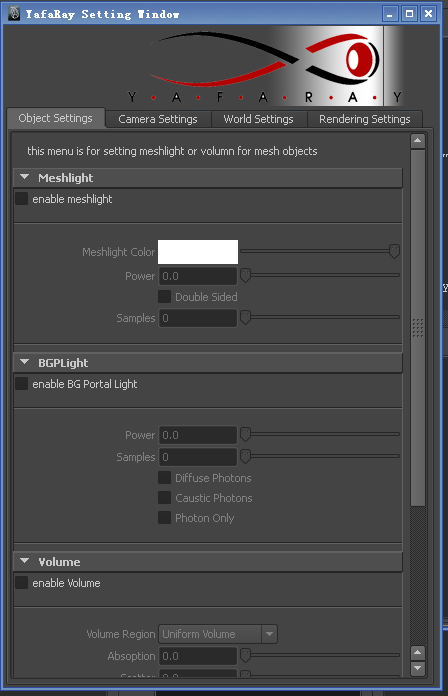 YafaRay Setting Window
Y·A·F·A·R·A·Y
Object Settings Camera Settings World Settings Rendering Settings
this menu is for setting meshlight or volumn for mesh objects
Meshlight
enable meshlight
Meshlight Color
Power 0.0
Double Sided
Samples 0
BGPLight
enable BG Portal Light
Power 0.0
Samples 0
Diffuse Photons
Caustic Photons
Photon Only
Volume
enable Volume
Volume Region Uniform Volume
Absoption 0.0